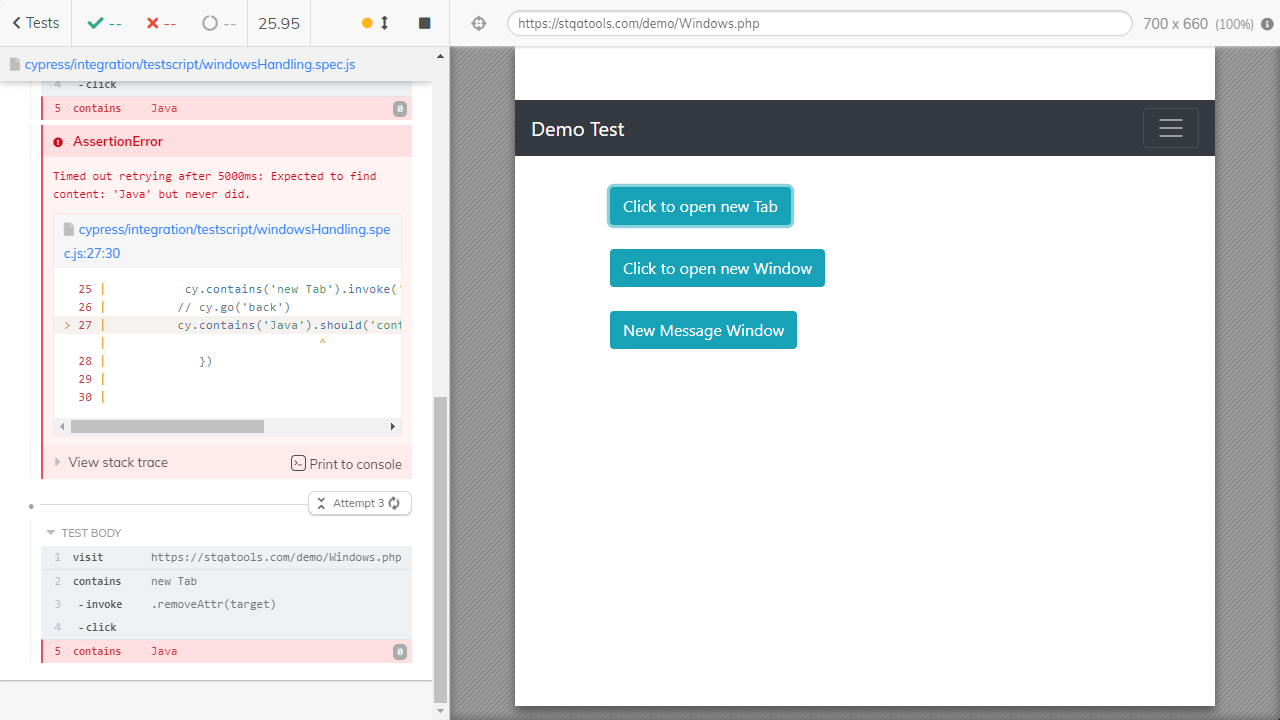 Tests
--
--
--
25.95
https://stqatools.com/demo/Windows.php
700 x 660 (100%)
cypress/integration/testscript/windowsHandling.spec.js
4 -click
5 contains Java 0
AssertionError
Timed out retrying after 5000ms: Expected to find
content: 'Java' but never did.
cypress/integration/testscript/windowsHandling.spe
c.js:27:30
25 | cy.contains('new Tab').invoke('
26 | // cy.go('back')
> 27 | cy.contains('Java').should('cont
| ^
28 | })
29 |
30 |
View stack trace
Print to console
Attempt 3
TEST BODY
1 visit https://stqatools.com/demo/Windows.php
2 contains new Tab
3 -invoke .removeAttr(target)
4 -click
5 contains Java 0
Demo Test
Click to open new Tab
Click to open new Window
New Message Window